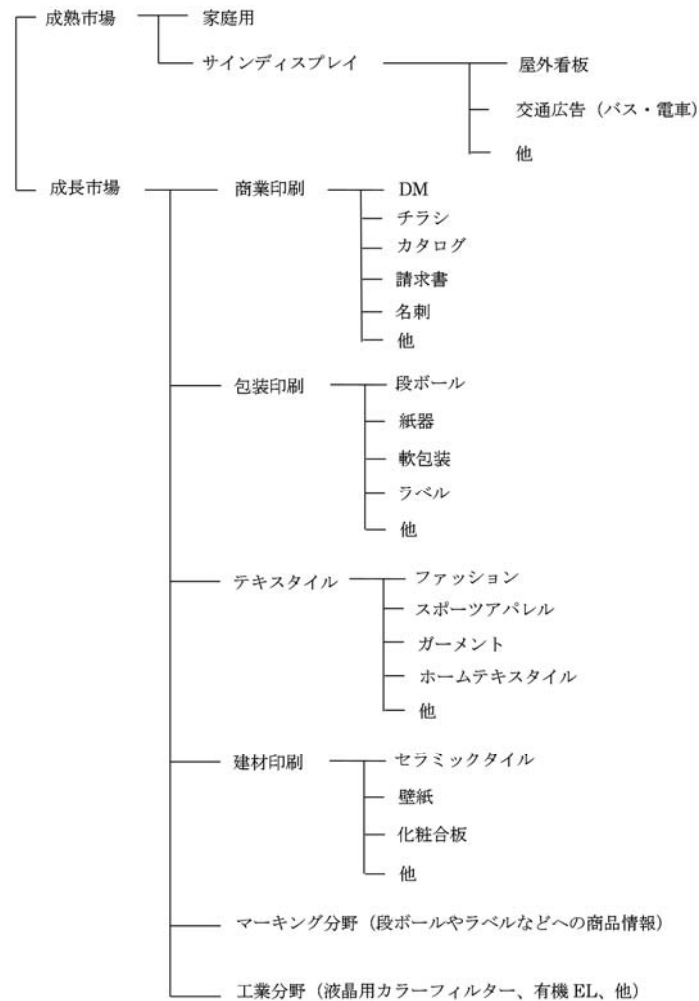 成熟市場
家庭用
サインディスプレイ
屋外看板
交通広告（バス・電車）
他
成長市場
商業印刷
DM
チラシ
カタログ
請求書
名刺
他
包装印刷
段ボール
紙器
軟包装
ラベル
他
テキスタイル
ファッション
スポーツアパレル
ガーメント
ホームテキスタイル
他
建材印刷
セラミックタイル
壁紙
化粧合板
他
マーキング分野（段ボールやラベルなどへの商品情報）
工業分野（液晶用カラーフィルター、有機 EL、他）